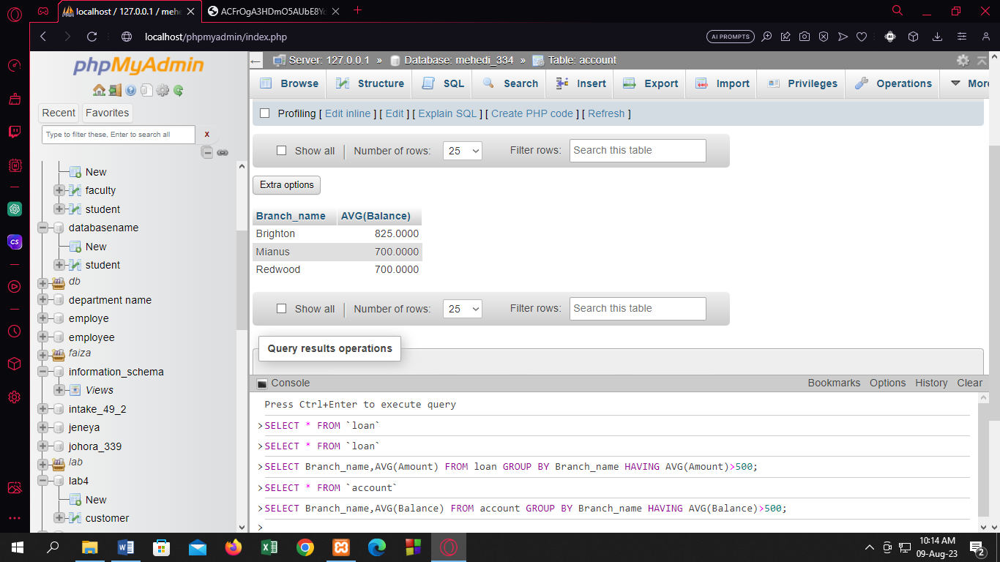 localhost / 127.0.0.1 / mehe
ACFrOgA3HDmO5AUbE8Yc
localhost/phpmyadmin/index.php
AI PROMPTS
phpMyAdmin
Recent
Favorites
Type to filter these, Enter to search all
X
New
faculty
student
databasename
New
student
db
department name
employe
employee
faiza
information_schema
Views
intake_49_2
jeneya
johora_339
lab
lab4
New
customer
Server: 127.0.0.1 » Database: mehedi_334 » Table: account
Browse Structure SQL Search Insert Export Import Privileges Operations More
Profiling [ Edit inline ] [ Edit ] [ Explain SQL ] [ Create PHP code ] [ Refresh ]
Show all | Number of rows: 25 Filter rows: Search this table
Extra options
Branch_name AVG(Balance)
Brighton 825.0000
Mianus 700.0000
Redwood 700.0000
Show all | Number of rows: 25 Filter rows: Search this table
Query results operations
Console Bookmarks Options History Clear
Press Ctrl+Enter to execute query
>SELECT * FROM `loan`
>SELECT * FROM `loan`
>SELECT Branch_name,AVG(Amount) FROM loan GROUP BY Branch_name HAVING AVG(Amount)>500;
>SELECT * FROM `account`
>SELECT Branch_name,AVG(Balance) FROM account GROUP BY Branch_name HAVING AVG(Balance)>500;
>
10:14 AM
09-Aug-23
2